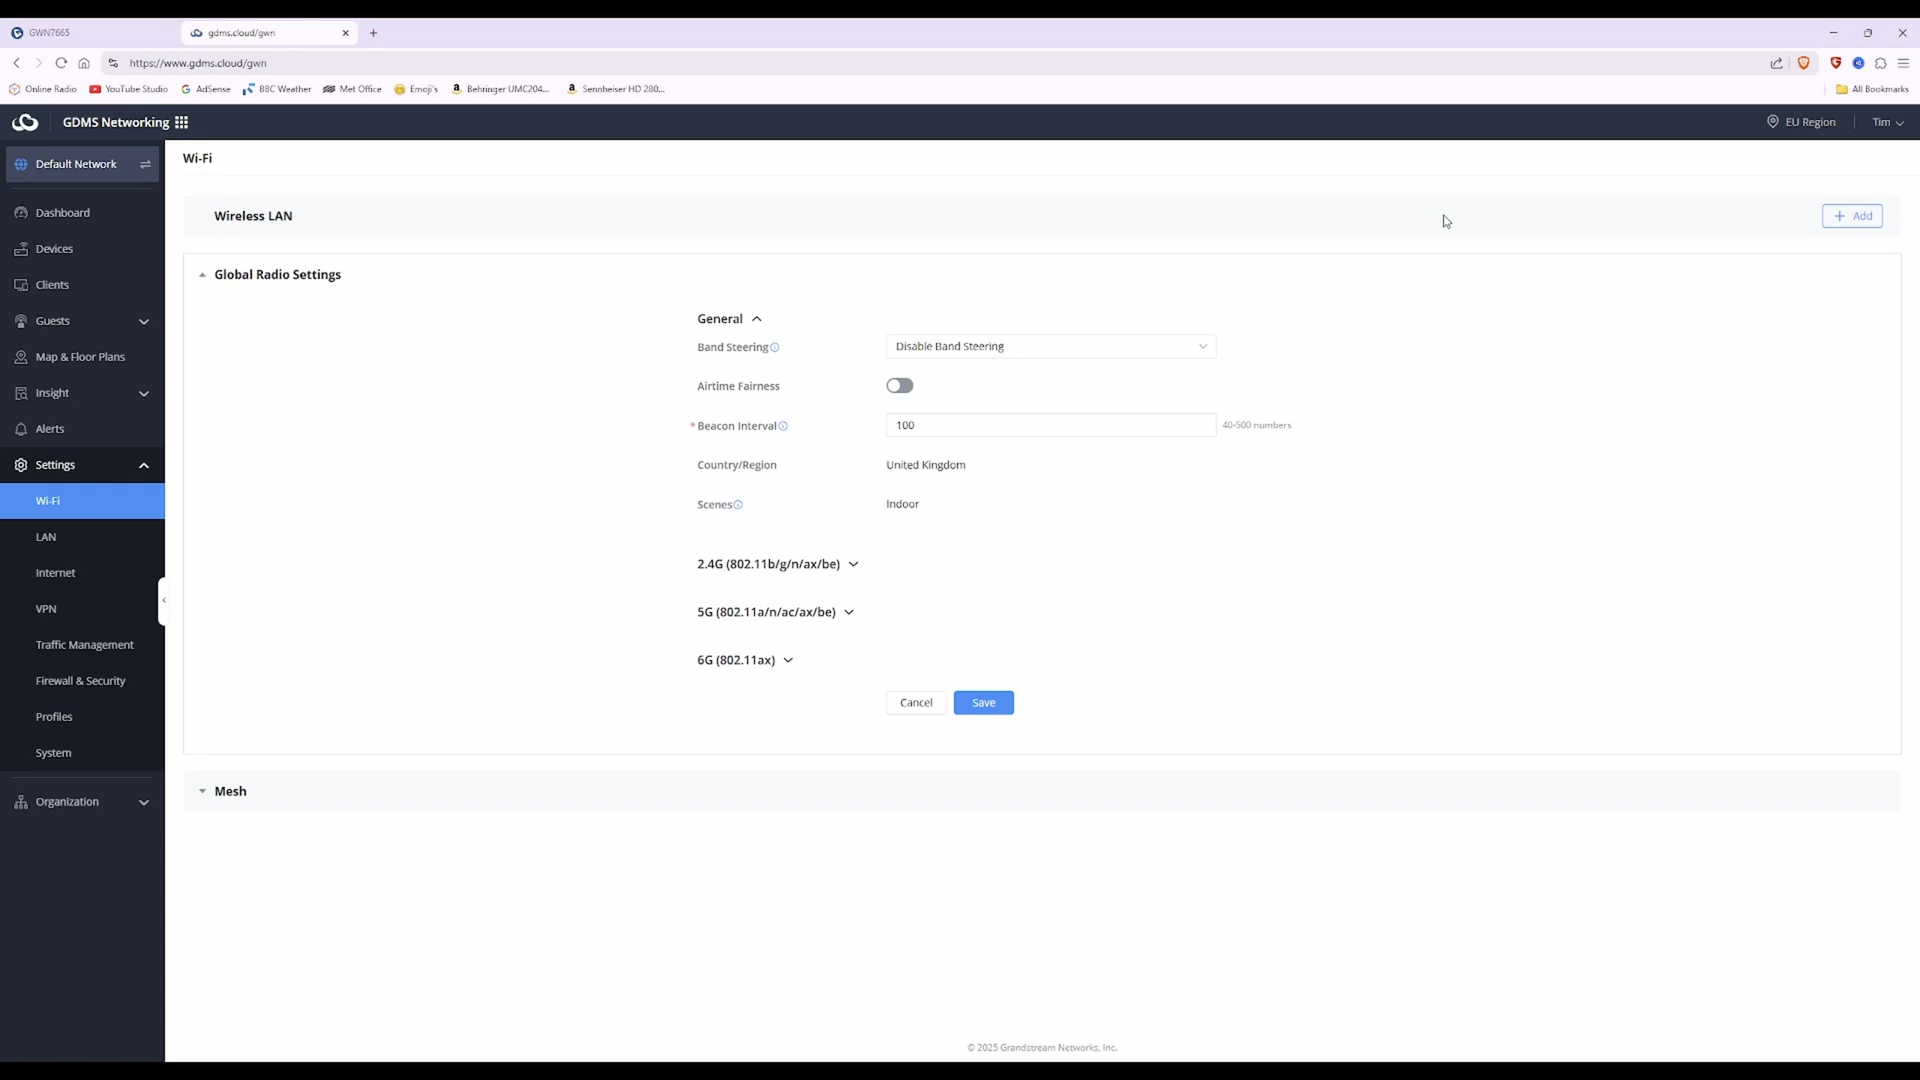 GWN7665
gdms.cloud/gwn
https://www.gdms.cloud/gwn
Online Radio
YouTube Studio
AdSense
BBC Weather
Met Office
Emoji's
Behringer UMC204...
Sennheiser HD 280...
All Bookmarks
GDMS Networking
EU Region
Tim
Default Network
Dashboard
Devices
Clients
Guests
Map & Floor Plans
Insight
Alerts
Settings
Wi-Fi
LAN
Internet
VPN
Traffic Management
Firewall & Security
Profiles
System
Organization
Wi-Fi
Wireless LAN
+ Add
Global Radio Settings
General
Band Steering
Disable Band Steering
Airtime Fairness
* Beacon Interval
100
40-500 numbers
Country/Region
United Kingdom
Scenes
Indoor
2.4G (802.11b/g/n/ax/be)
5G (802.11a/n/ac/ax/be)
6G (802.11ax)
Cancel
Save
Mesh
© 2025 Grandstream Networks, Inc.